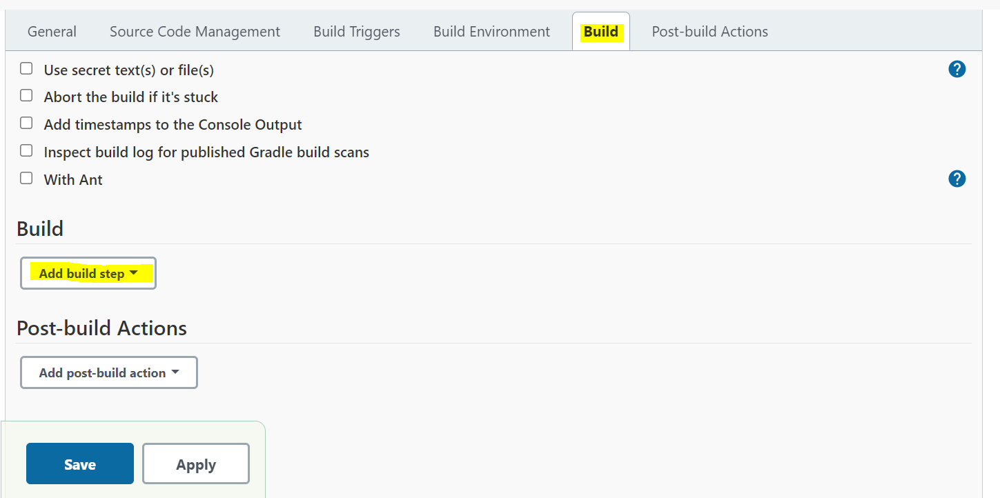 General Source Code Management Build Triggers Build Environment Build Post-build Actions
Use secret text(s) or file(s) ?
Abort the build if it's stuck
Add timestamps to the Console Output
Inspect build log for published Gradle build scans
With Ant ?
Build
Add build step
Post-build Actions
Add post-build action
Save Apply